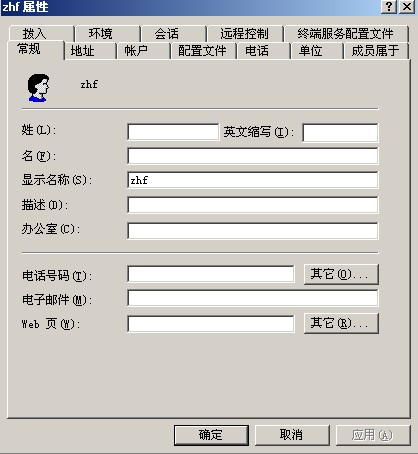 zhf 属性
拨入 环境 会话 远程控制 终端服务配置文件
常规 地址 帐户 配置文件 电话 单位 成员属于
zhf
姓(L): 英文缩写(I):
名(F):
显示名称(S): zhf
描述(D):
办公室(C):
电话号码(T): 其它(O)...
电子邮件(M):
Web 页(W): 其它(R)...
确定 取消 应用(A)